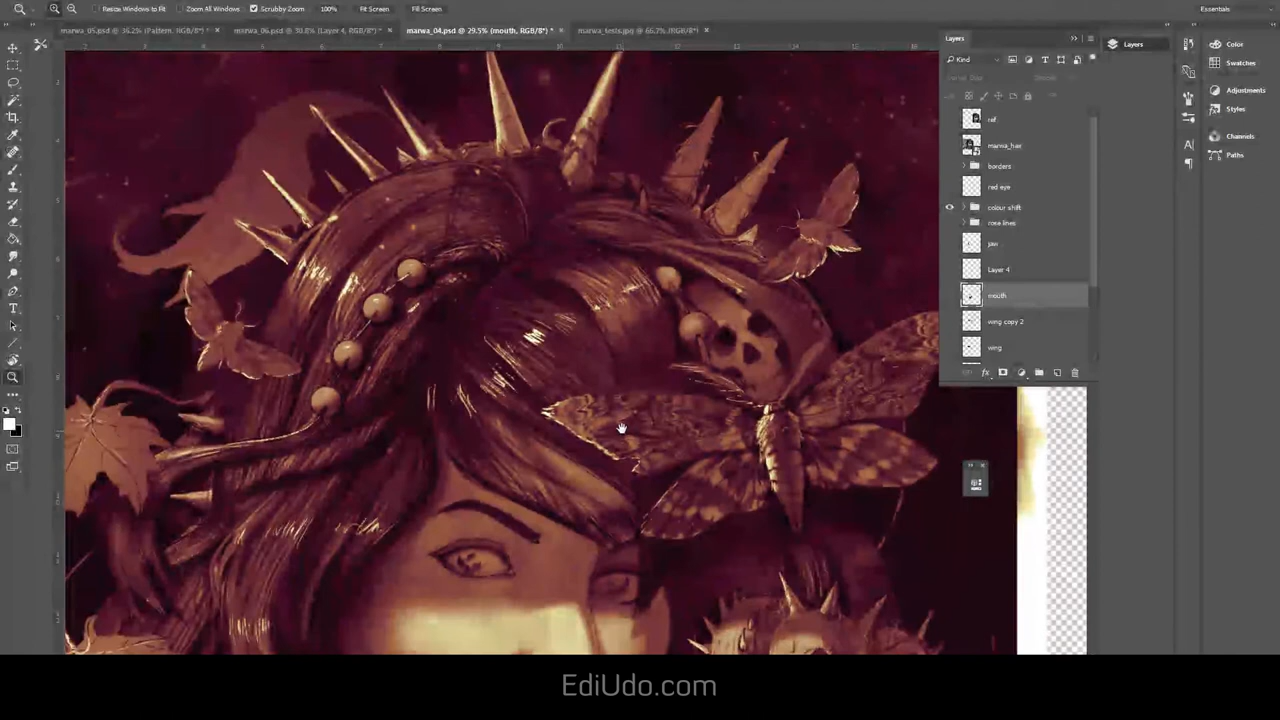 Resize Windows to Fit Zoom All Windows Scrubby Zoom 100% Fit Screen Fill Screen Essentials
marwa_05.psd @ 36.2% (Pattern, RGB/8*) * marwa_06.psd @ 30.8% (Layer 4, RGB/8*) * marwa_04.psd @ 29.5% (mouth, RGB/8*) * marwa_tests.jpg @ 66.7% (RGB/8*)
Layers
Kind
ref
marwa_hair
borders
red eye
colour shift
rose lines
jaw
Layer 4
mouth
wing copy 2
wing
fx
Layers
Color
Swatches
Adjustments
Styles
Channels
Paths
EdiUdo.com